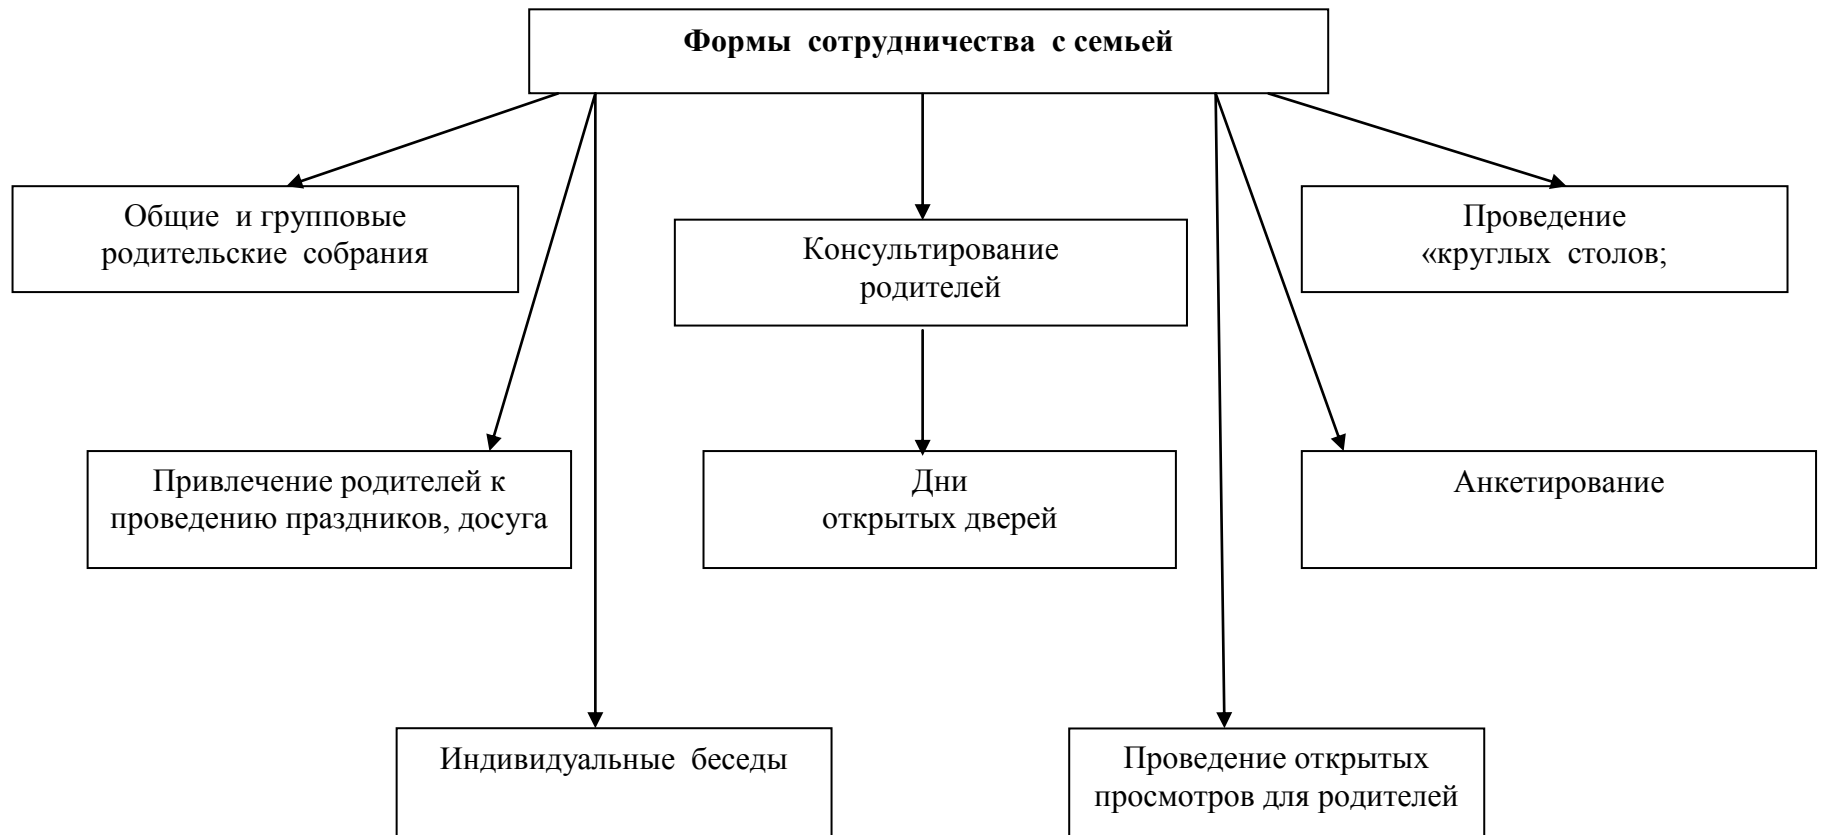 Формы сотрудничества с семьей
Общие и групповые
родительские собрания
Консультирование
родителей
Проведение
«круглых столов;
Привлечение родителей к
проведению праздников, досуга
Дни
открытых дверей
Анкетирование
Индивидуальные беседы
Проведение открытых
просмотров для родителей